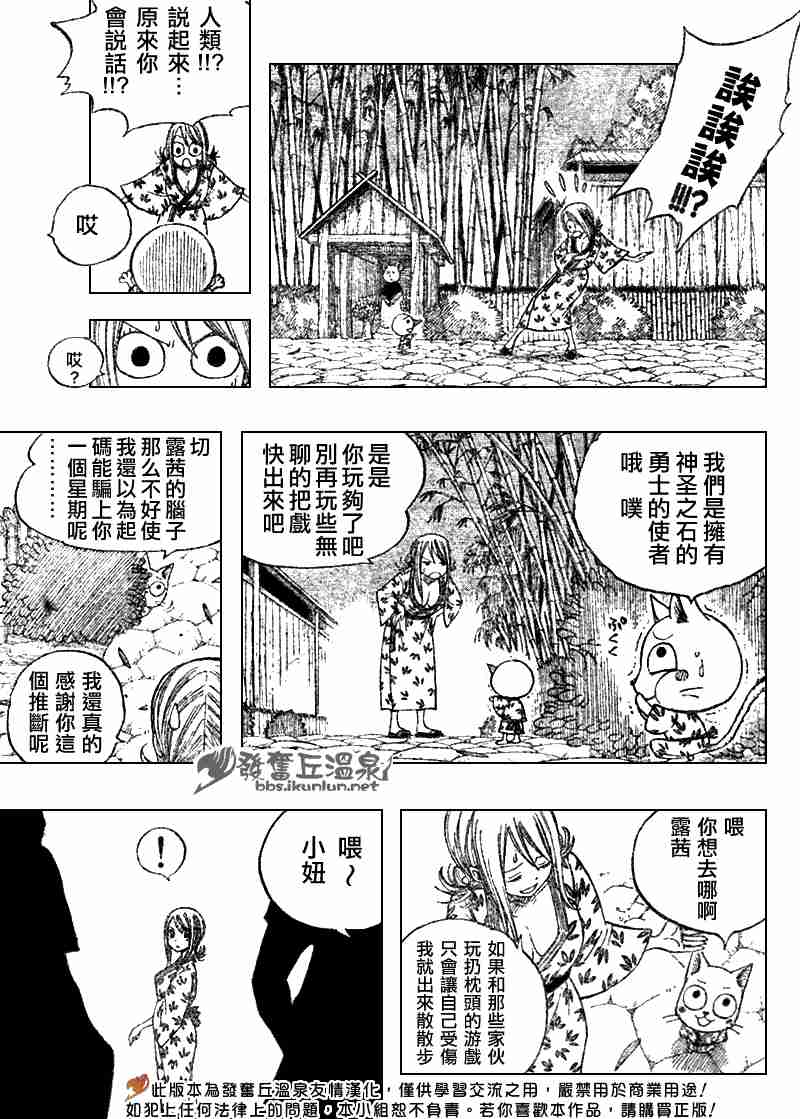 誒
誒
誒
!!!?
人類
!!!?
說起來…
原來你
會說話!!?
哎
哎?
我們是擁有
神圣之石的
勇士的使者
哦 噗
ぷくく
是是
你玩夠了吧
別再玩些無
聊的把戲
快出來吧
切
露茜的腦子
那么不好使
我還以為起
碼能騙上你
一個星期呢
…………
我還真的
感謝你這
個推斷呢
發奮丘溫泉
bbs.ikunlun.net
喂
你想去哪啊
露茜
如果和那些家伙
玩扔枕頭的游戲
只會讓自己受傷
我就出來散散步
喂~
小妞
!
此版本為發奮丘溫泉友情漢化，僅供學習交流之用，嚴禁用於商業用途！
如犯上任何法律上的問題，本小組恕不負責。若你喜歡本作品，請購買正版！